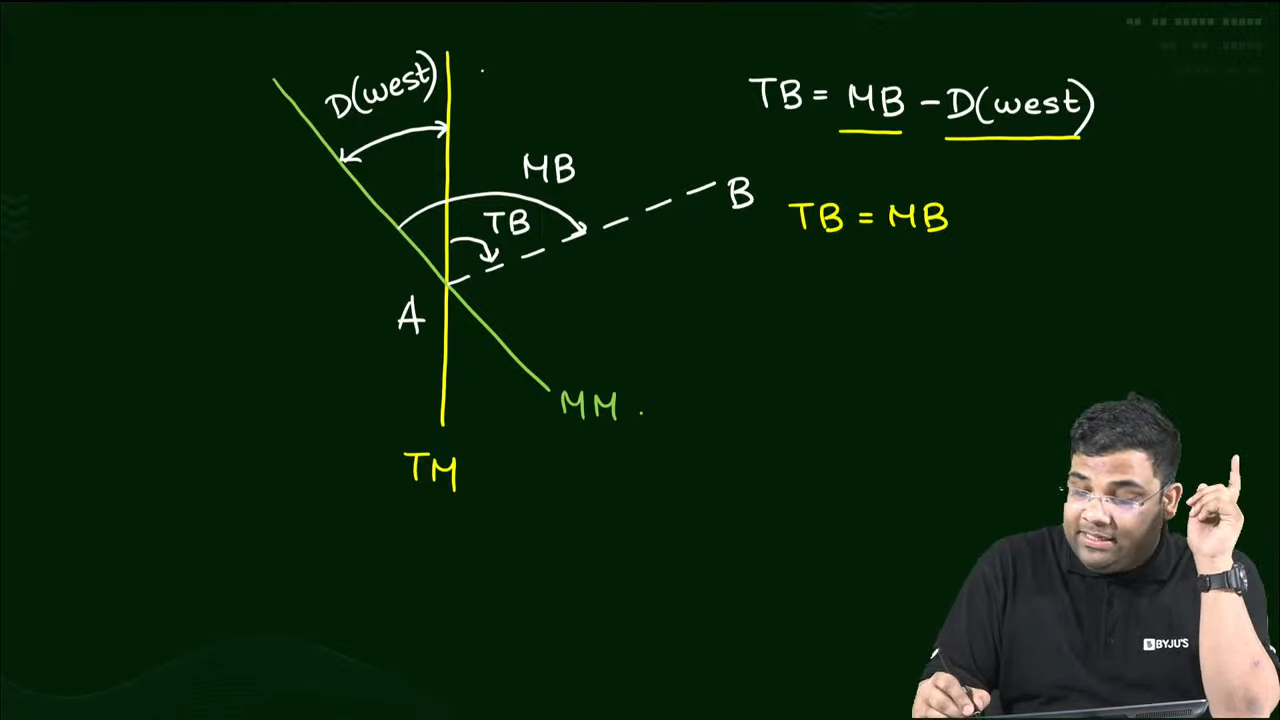 D(west)
TB = MB - D(west)
MB
B
TB
TB = MB
A
MM
TM
BYJU'S